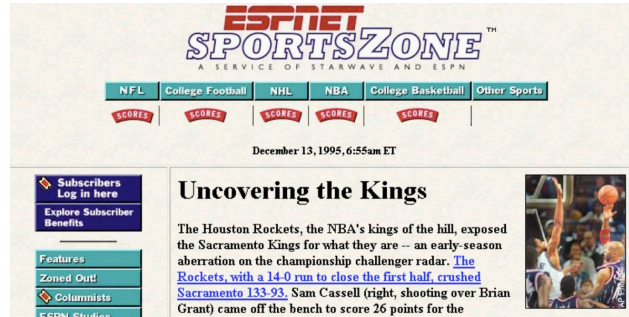 ESPNET
SPORTSZONE™
A SERVICE OF STARWAVE AND ESPN
NFL College Football NHL NBA College Basketball Other Sports
SCORES SCORES SCORES SCORES SCORES
December 13, 1995, 6:55am ET
Subscribers
Log in here
Explore Subscriber
Benefits
Features
Zoned Out!
Columnists
ESPN Studios
Uncovering the Kings
The Houston Rockets, the NBA's kings of the hill, exposed
the Sacramento Kings for what they are -- an early-season
aberration on the championship challenger radar. The
Rockets, with a 14-0 run to close the first half, crushed
Sacramento 133-93. Sam Cassell (right, shooting over Brian
Grant) came off the bench to score 26 points for the